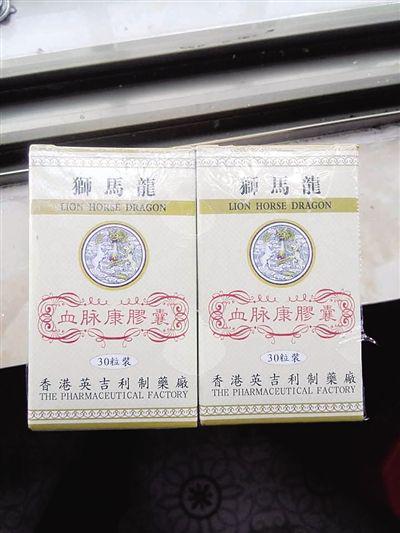 獅馬龍
LION HORSE DRAGON
血脉康膠囊
30粒裝
香港英吉利制藥廠
THE PHARMACEUTICAL FACTORY
獅馬龍
LION HORSE DRAGON
血脉康膠囊
30粒裝
香港英吉利制藥廠
THE PHARMACEUTICAL FACTORY